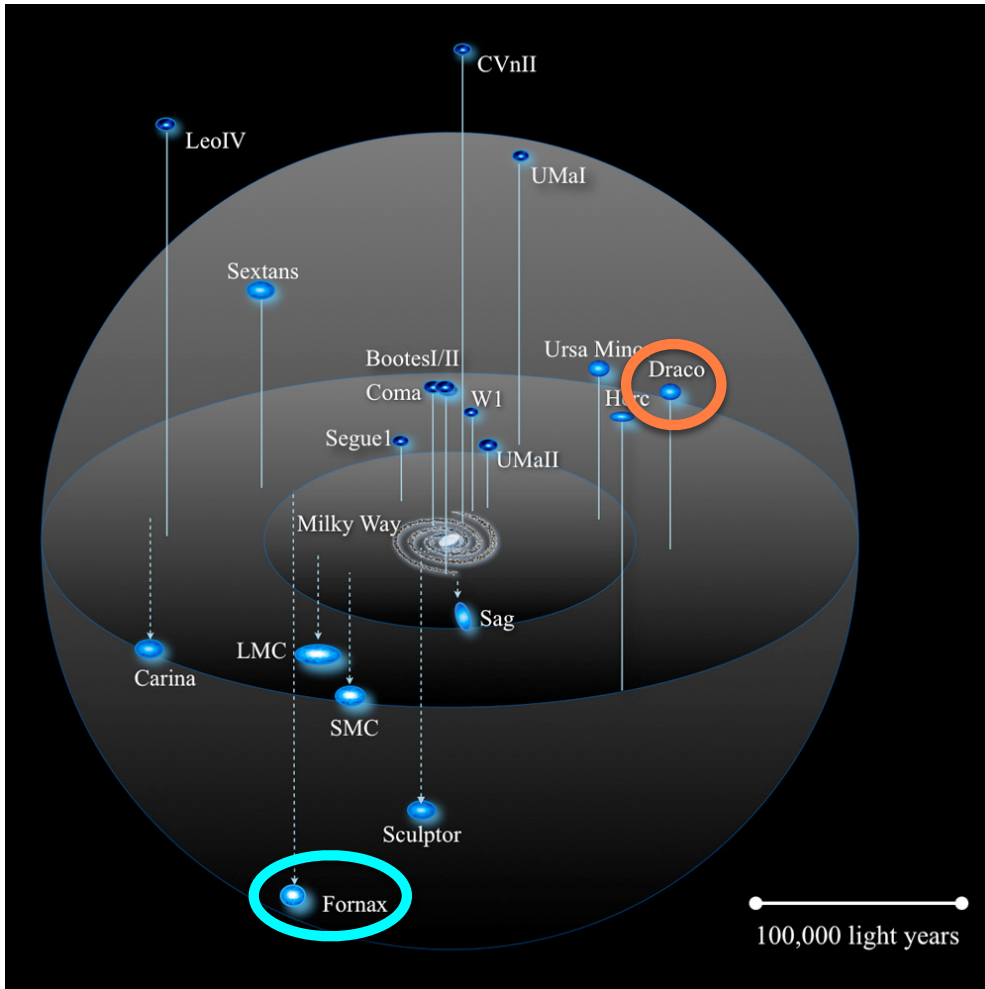 CVnII
LeoIV
UMaI
Sextans
Ursa Mino
BootesI/II
Draco
Coma
W1
Herc
Segue1
UMaII
Milky Way
Sag
LMC
Carina
SMC
Sculptor
Fornax
100,000 light years